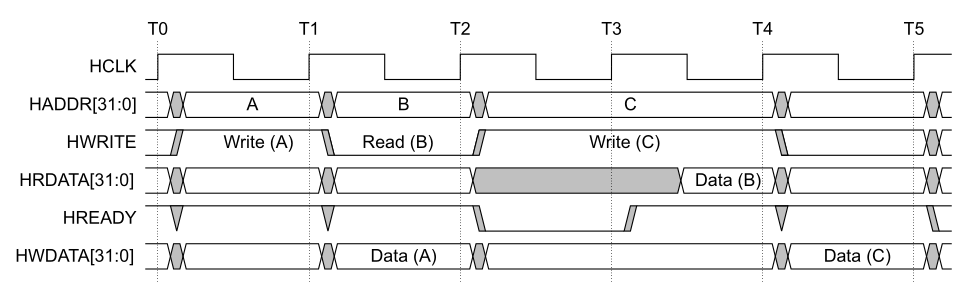 T0 T1 T2 T3 T4 T5
HCLK
HADDR[31:0] A B C
HWRITE Write (A) Read (B) Write (C)
HRDATA[31:0] Data (B)
HREADY
HWDATA[31:0] Data (A) Data (C)